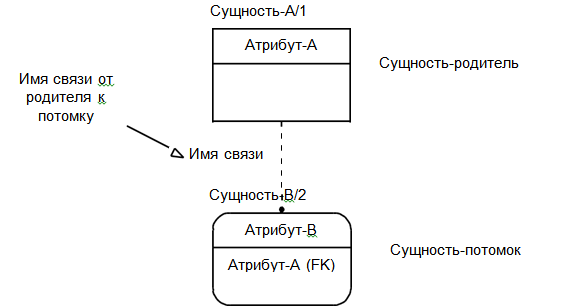 Сущность-А/1
Атрибут-А
Сущность-родитель
Имя связи от
родителя к
потомку
Имя связи
Сущность-В/2
Атрибут-В
Сущность-потомок
Атрибут-А (FK)